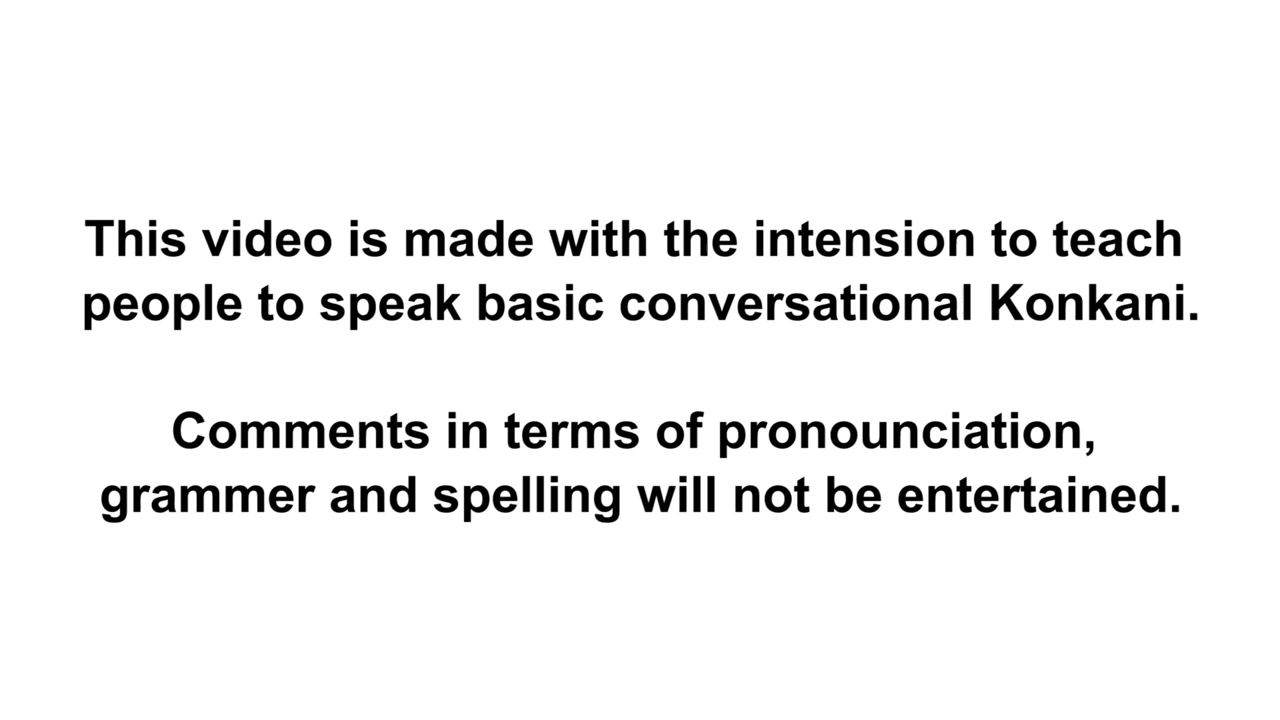 This video is made with the intension to teach
people to speak basic conversational Konkani.
Comments in terms of pronounciation,
grammer and spelling will not be entertained.